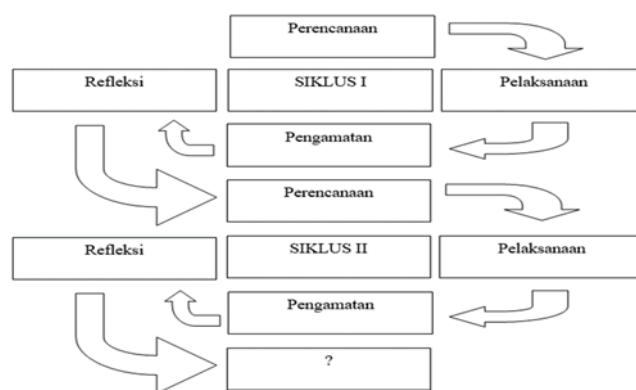 Perencanaan
Refleksi
SIKLUS I
Pelaksanaan
Pengamatan
Perencanaan
Refleksi
SIKLUS II
Pelaksanaan
Pengamatan
?